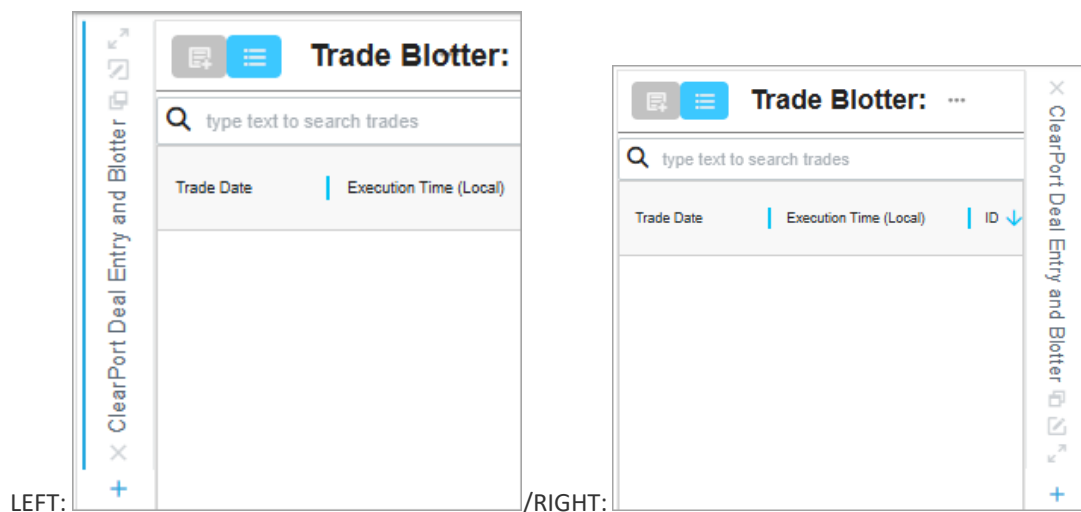 Trade Blotter:
type text to search trades
Trade Date
Execution Time (Local)
ClearPort Deal Entry and Blotter
LEFT:
Trade Blotter: ...
type text to search trades
Trade Date
Execution Time (Local)
ID
ClearPort Deal Entry and Blotter
/RIGHT: